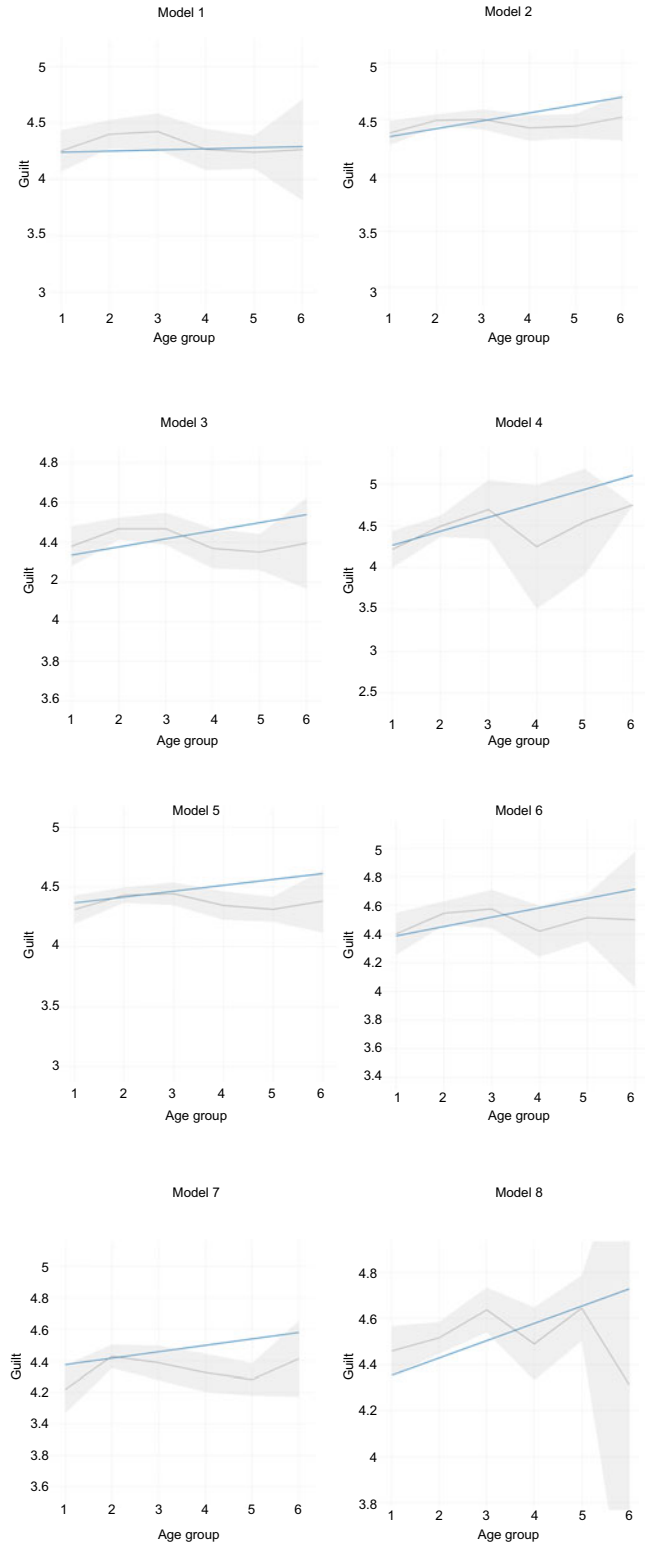 Model 1
5
4.5
4
3.5
3
Guilt
1 2 3 4 5 6
Age group
Model 2
5
4.5
4
3.5
3
Guilt
1 2 3 4 5 6
Age group
Model 3
4.8
4.6
4.4
2
4
3.8
3.6
Guilt
1 2 3 4 5 6
Age group
Model 4
5
4.5
4
3.5
3
2.5
Guilt
1 2 3 4 5 6
Age group
Model 5
5
4.5
4
3.5
3
Guilt
1 2 3 4 5 6
Age group
Model 6
5
4.8
4.6
4.4
4.2
4
3.8
3.6
3.4
Guilt
1 2 3 4 5 6
Age group
Model 7
5
4.8
4.6
4.4
4.2
3.4
3.8
3.6
Guilt
1 2 3 4 5 6
Age group
Model 8
4.8
4.6
4.4
4.2
4
3.8
Guilt
1 2 3 4 5 6
Age group